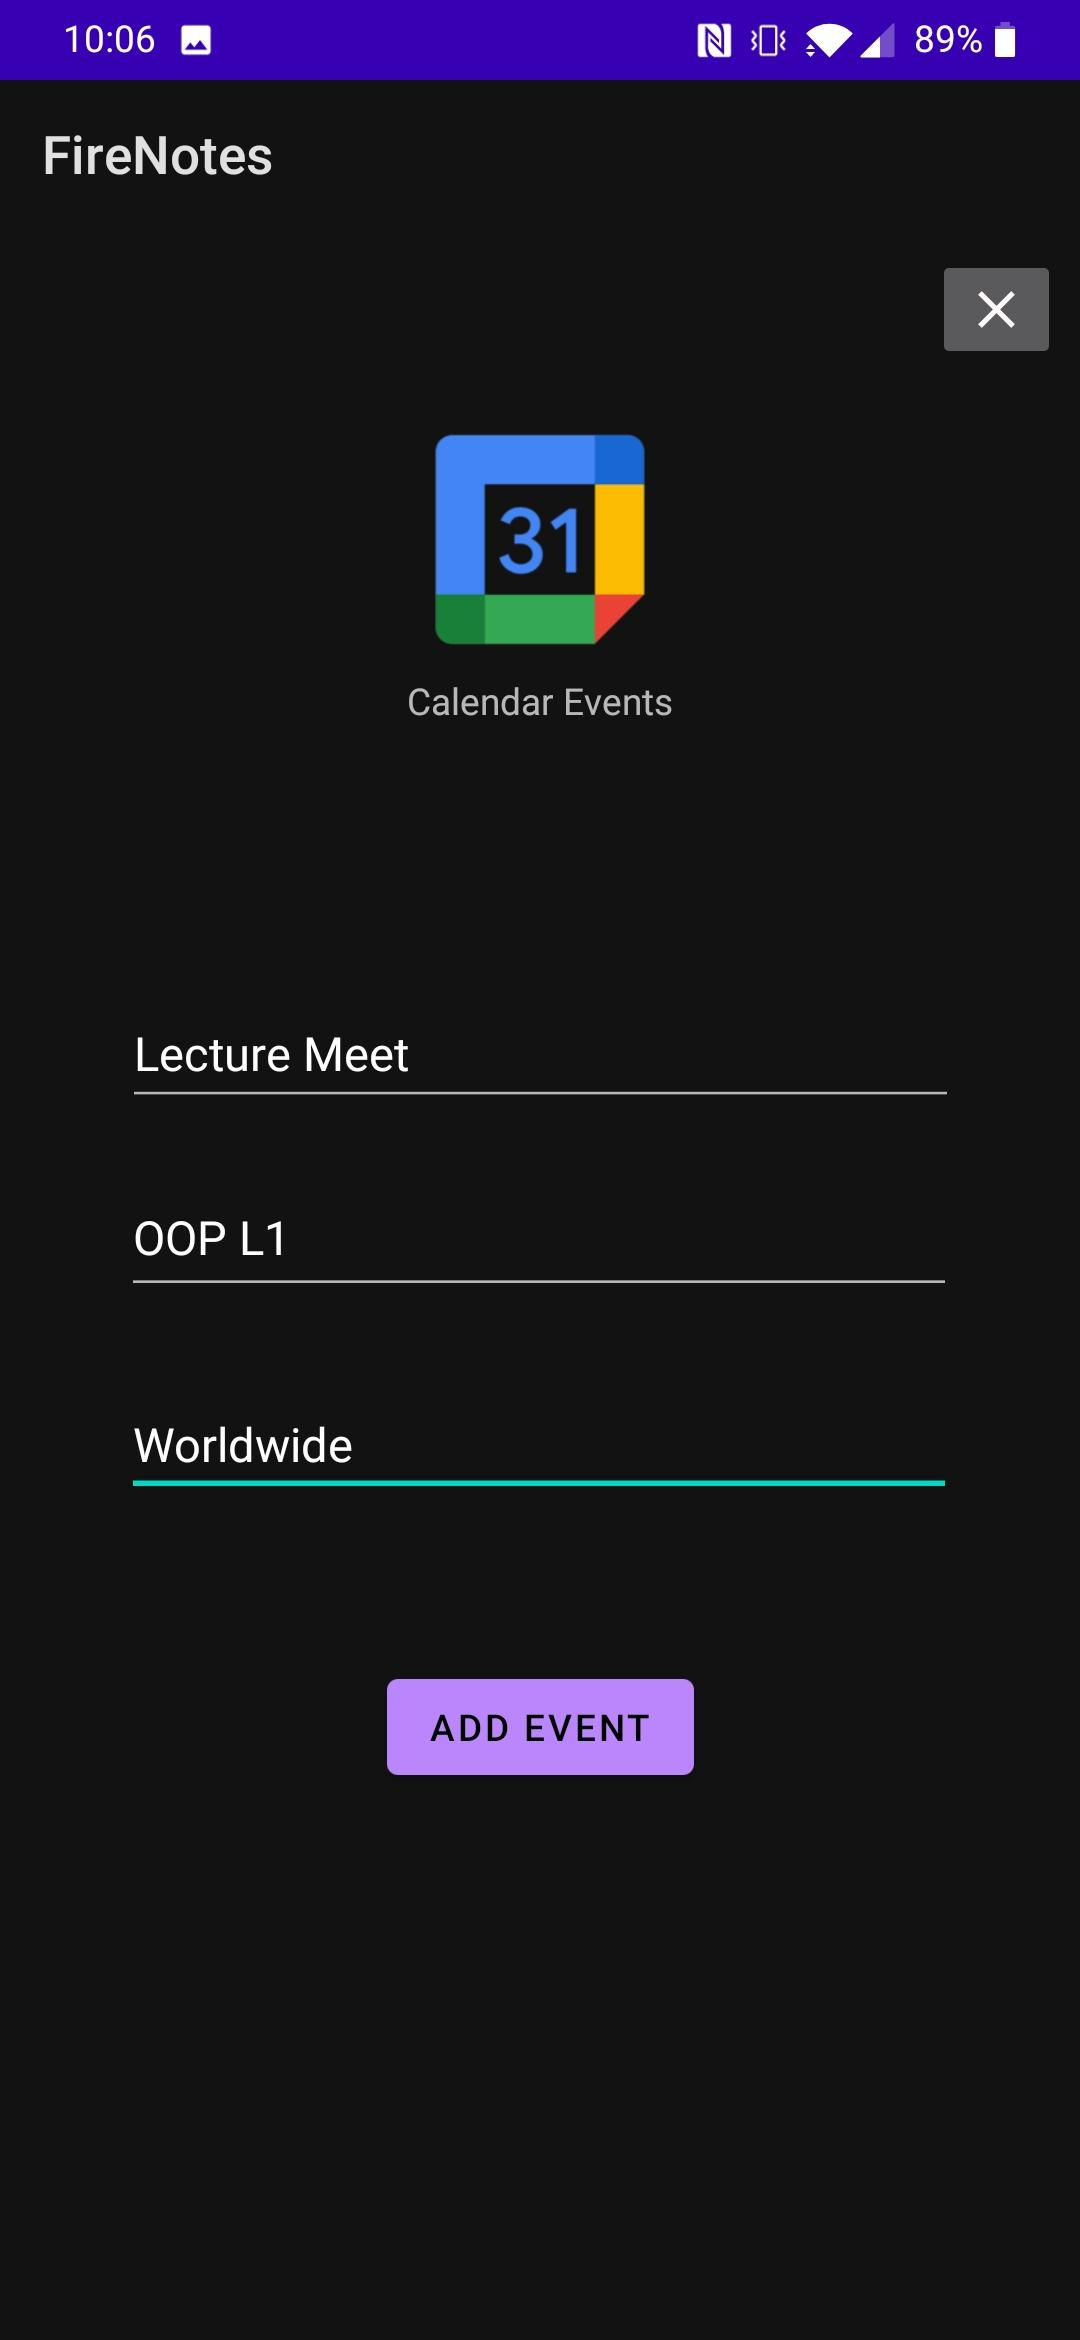 10:06 89%
FireNotes
31
Calendar Events
Lecture Meet
OOP L1
Worldwide
ADD EVENT